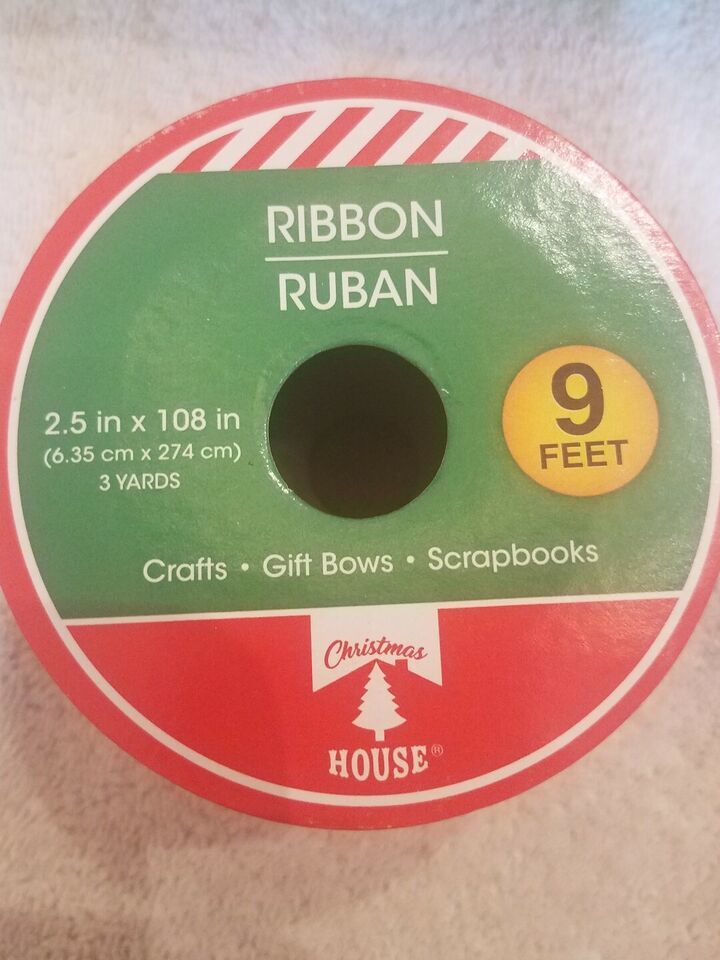 RIBBON
RUBAN
2.5 in x 108 in
(6.35 cm x 274 cm)
3 YARDS
9
FEET
Crafts • Gift Bows • Scrapbooks
Christmas
HOUSE®